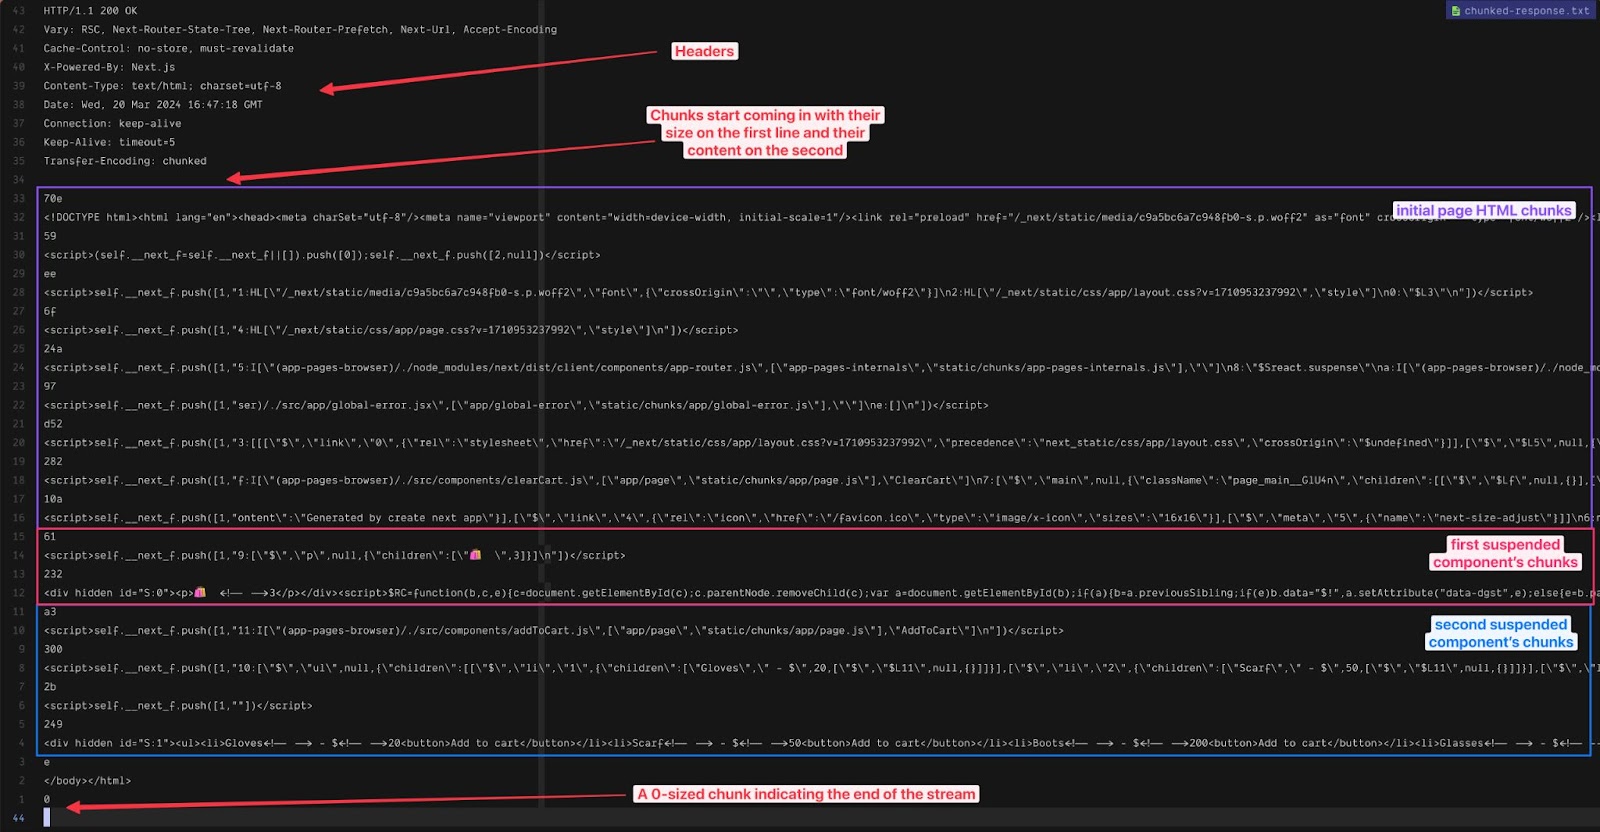 43 HTTP/1.1 200 OK
chunked-response.txt
42 Vary: RSC, Next-Router-State-Tree, Next-Router-Prefetch, Next-Url, Accept-Encoding
41 Cache-Control: no-store, must-revalidate
Headers
40 X-Powered-By: Next.js
39 Content-Type: text/html; charset=utf-8
38 Date: Wed, 20 Mar 2024 16:47:18 GMT
Chunks start coming in with their
size on the first line and their
content on the second
37 Connection: keep-alive
36 Keep-Alive: timeout=5
35 Transfer-Encoding: chunked
34
33 70e
initial page HTML chunks
32 <!DOCTYPE html><html lang="en"><head><meta charSet="utf-8"/><meta name="viewport" content="width=device-width, initial-scale=1"/><link rel="preload" href="/_next/static/media/c9a5bc6a7c948fb0-s.p.woff2" as="font"
31 59
30 <script>(self.__next_f=self.__next_f||[]).push([0]);self.__next_f.push([2,null])</script>
29 ee
28 <script>self.__next_f.push([1,"1:HL[\"/_next/static/media/c9a5bc6a7c948fb0-s.p.woff2\",\"font\",{\"crossOrigin\":\"\",\"type\":\"font/woff2\"}]\n2:HL[\"/_next/static/css/app/layout.css?v=1710953237992\",\"style\"]\n0:\"$L3\"\n"])</script>
27 6f
26 <script>self.__next_f.push([1,"4:HL[\"/_next/static/css/app/page.css?v=1710953237992\",\"style\"]\n"])</script>
25 24a
24 <script>self.__next_f.push([1,"5:I[\"(app-pages-browser)/./node_modules/next/dist/client/components/app-router.js\",[\"app-pages-internals\",\"static/chunks/app-pages-internals.js\"],\"\"]\n8:\"$Sreact.suspense\"\na:I[\"(app-pages-browser)/./node_mo
23 97
22 <script>self.__next_f.push([1,"ser)/./src/app/global-error.jsx\",[\"app/global-error\",\"static/chunks/app/global-error.js\"],\"\"]\ne:[]\n"])</script>
21 d52
20 <script>self.__next_f.push([1,"3:[[[\"$\",\"link\",\"0\",{\"rel\":\"stylesheet\",\"href\":\"/_next/static/css/app/layout.css?v=1710953237992\",\"precedence\":\"next_static/css/app/layout.css\",\"crossOrigin\":\"$undefined\"}]],[\"$\",\"$L5\",null,{\
19 282
18 <script>self.__next_f.push([1,"f:I[\"(app-pages-browser)/./src/components/clearCart.js\",[\"app/page\",\"static/chunks/app/page.js\"],\"ClearCart\"]\n7:[\"$\",\"main\",null,{\"className\":\"page_main__GlU4n\",\"children\":[[\"$\",\"$Lf\",null,{}],[
17 10a
16 <script>self.__next_f.push([1,"ontent\":\"Generated by create next app\"}],[\"$\",\"link\",\"4\",{\"rel\":\"icon\",\"href\":\"/favicon.ico\",\"type\":\"image/x-icon\",\"sizes\":\"16x16\"}],[\"$\",\"meta\",\"5\",{\"name\":\"next-size-adjust\"}]]\n6:
15 61
first suspended
component's chunks
14 <script>self.__next_f.push([1,"9:[\"$\",\"p\",null,{\"children\":[\"🛍️ \",3]}]\n"])</script>
13 232
12 <div hidden id="S:0"><p>🛍️ <!-- -->3</p></div><script>$RC=function(b,c,e){c=document.getElementById(c);c.parentNode.removeChild(c);var a=document.getElementById(b);if(a){b=a.previousSibling;if(e)b.data="$!",a.setAttribute("data-dgst",e);else{e=b.pa
11 a3
second suspended
component's chunks
10 <script>self.__next_f.push([1,"11:I[\"(app-pages-browser)/./src/components/addToCart.js\",[\"app/page\",\"static/chunks/app/page.js\"],\"AddToCart\"]\n"])</script>
9 300
8 <script>self.__next_f.push([1,"10:[\"$\",\"ul\",null,{\"children\":[[\"$\",\"li\",\"1\",{\"children\":[\"Gloves\",\" - $\",20,[\"$\",\"$L11\",null,{}]]}],[\"$\",\"li\",\"2\",{\"children\":[\"Scarf\",\" - $\",50,[\"$\",\"$L11\",null,{}]]}],[\"$\",\"l
7 2b
6 <script>self.__next_f.push([1,""])</script>
5 249
4 <div hidden id="S:1"><ul><li>Gloves<!-- --> - $<!-- -->20<button>Add to cart</button></li><li>Scarf<!-- --> - $<!-- -->50<button>Add to cart</button></li><li>Boots<!-- --> - $<!-- -->200<button>Add to cart</button></li><li>Glasses<!-- --> - $<!-- --
3 e
2 </body></html>
1 0
A 0-sized chunk indicating the end of the stream
44